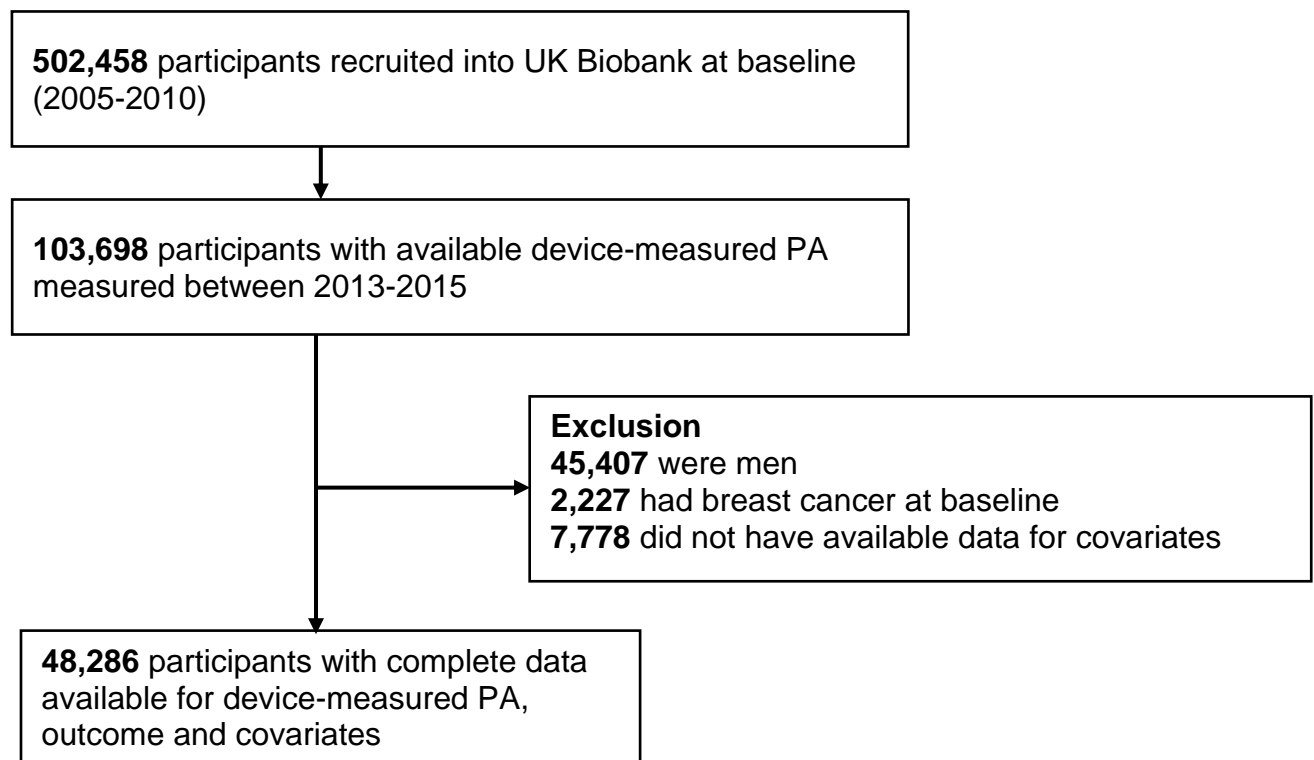 502,458 participants recruited into UK Biobank at baseline
(2005-2010)
103,698 participants with available device-measured PA
measured between 2013-2015
Exclusion
45,407 were men
2,227 had breast cancer at baseline
7,778 did not have available data for covariates
48,286 participants with complete data
available for device-measured PA,
outcome and covariates